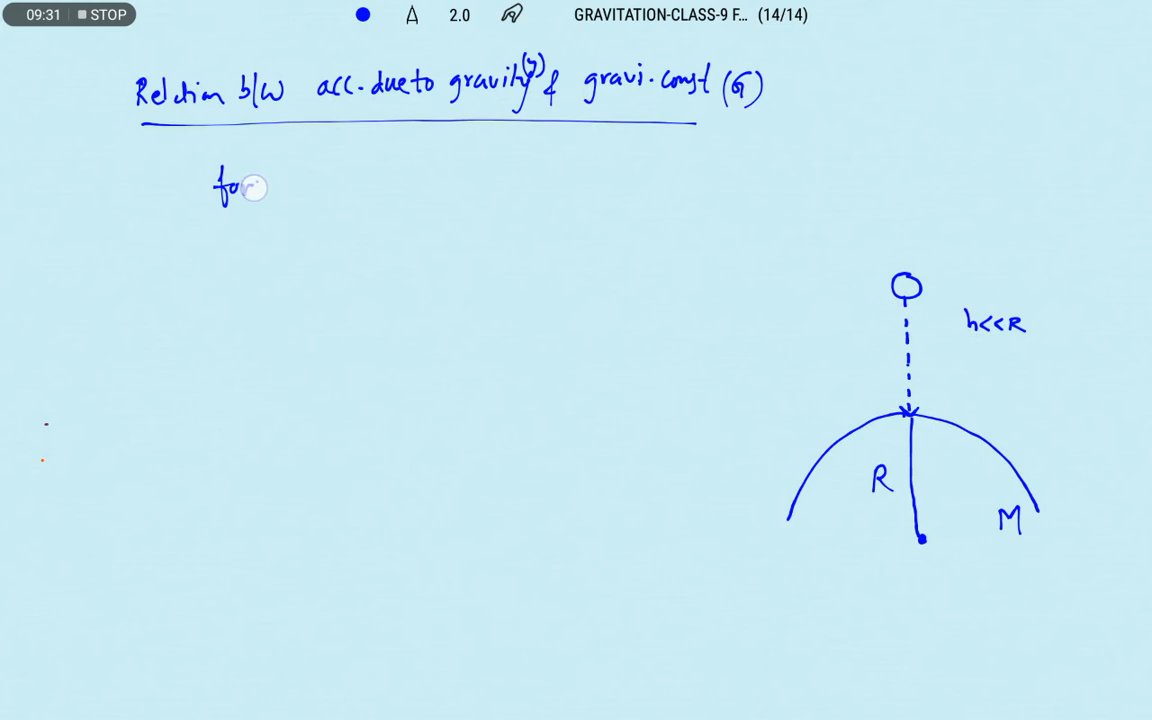 09:31 STOP 2.0 GRAVITATION-CLASS-9 F... (14/14)
Relation b/w acc. due to gravity (g) & gravi. const (G)
for
h<<R
R
M